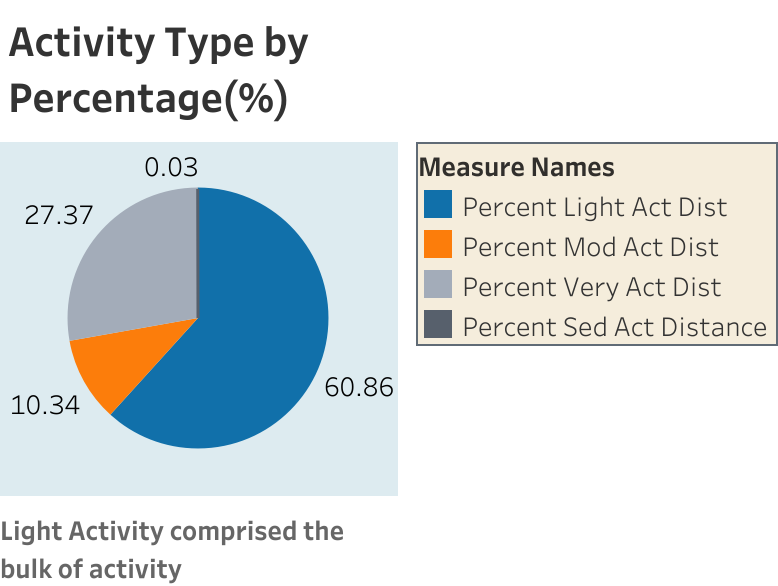 Activity Type by
Percentage(%)
0.03
27.37
60.86
10.34
Measure Names
Percent Light Act Dist
Percent Mod Act Dist
Percent Very Act Dist
Percent Sed Act Distance
Light Activity comprised the
bulk of activity